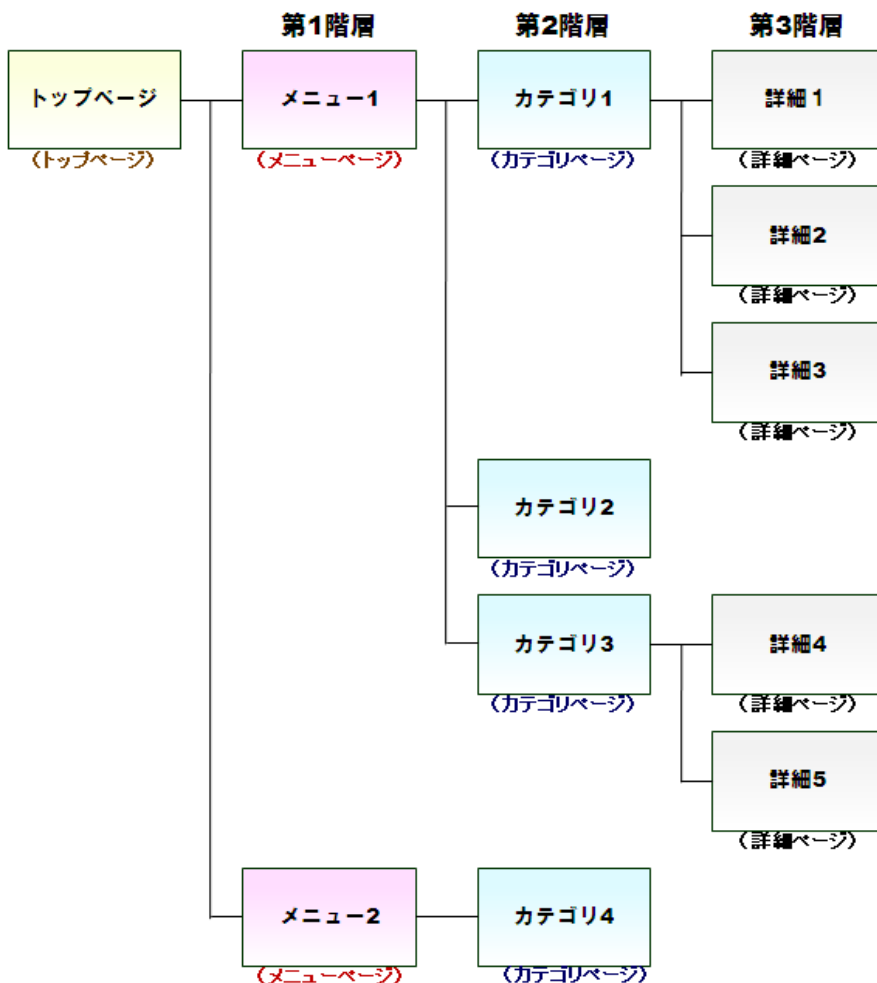 第1階層 第2階層 第3階層
トップページ メニュー1 カテゴリ1 詳細１
（トップページ） （メニューページ） （カテゴリページ） （詳細ページ）
詳細2
（詳細ページ）
詳細3
（詳細ページ）
カテゴリ2
（カテゴリページ）
カテゴリ3 詳細4
（カテゴリページ） （詳細ページ）
詳細5
（詳細ページ）
メニュー2 カテゴリ4
（メニューページ） （カテゴリページ）